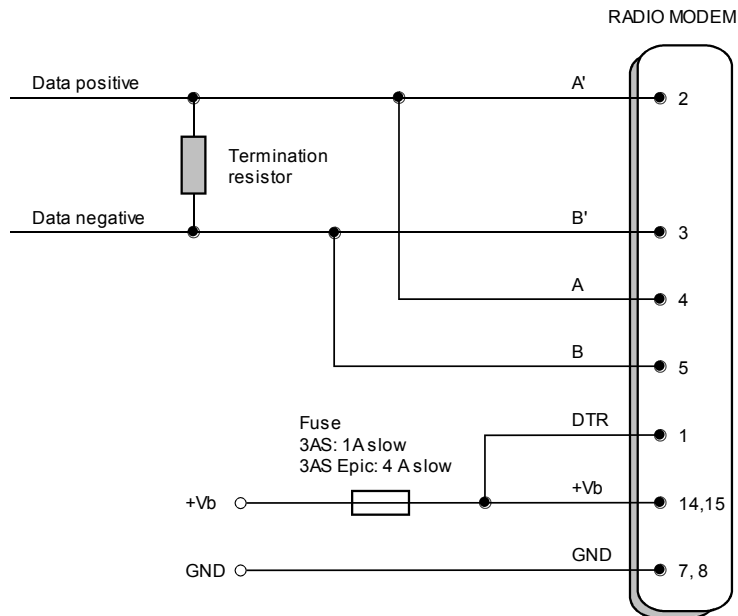 RADIO MODEM
Data positive
A'
2
Termination
resistor
Data negative
B'
3
A
4
B
5
Fuse
3AS: 1A slow
3AS Epic: 4 A slow
DTR
1
+Vb
+Vb
14,15
GND
GND
7, 8